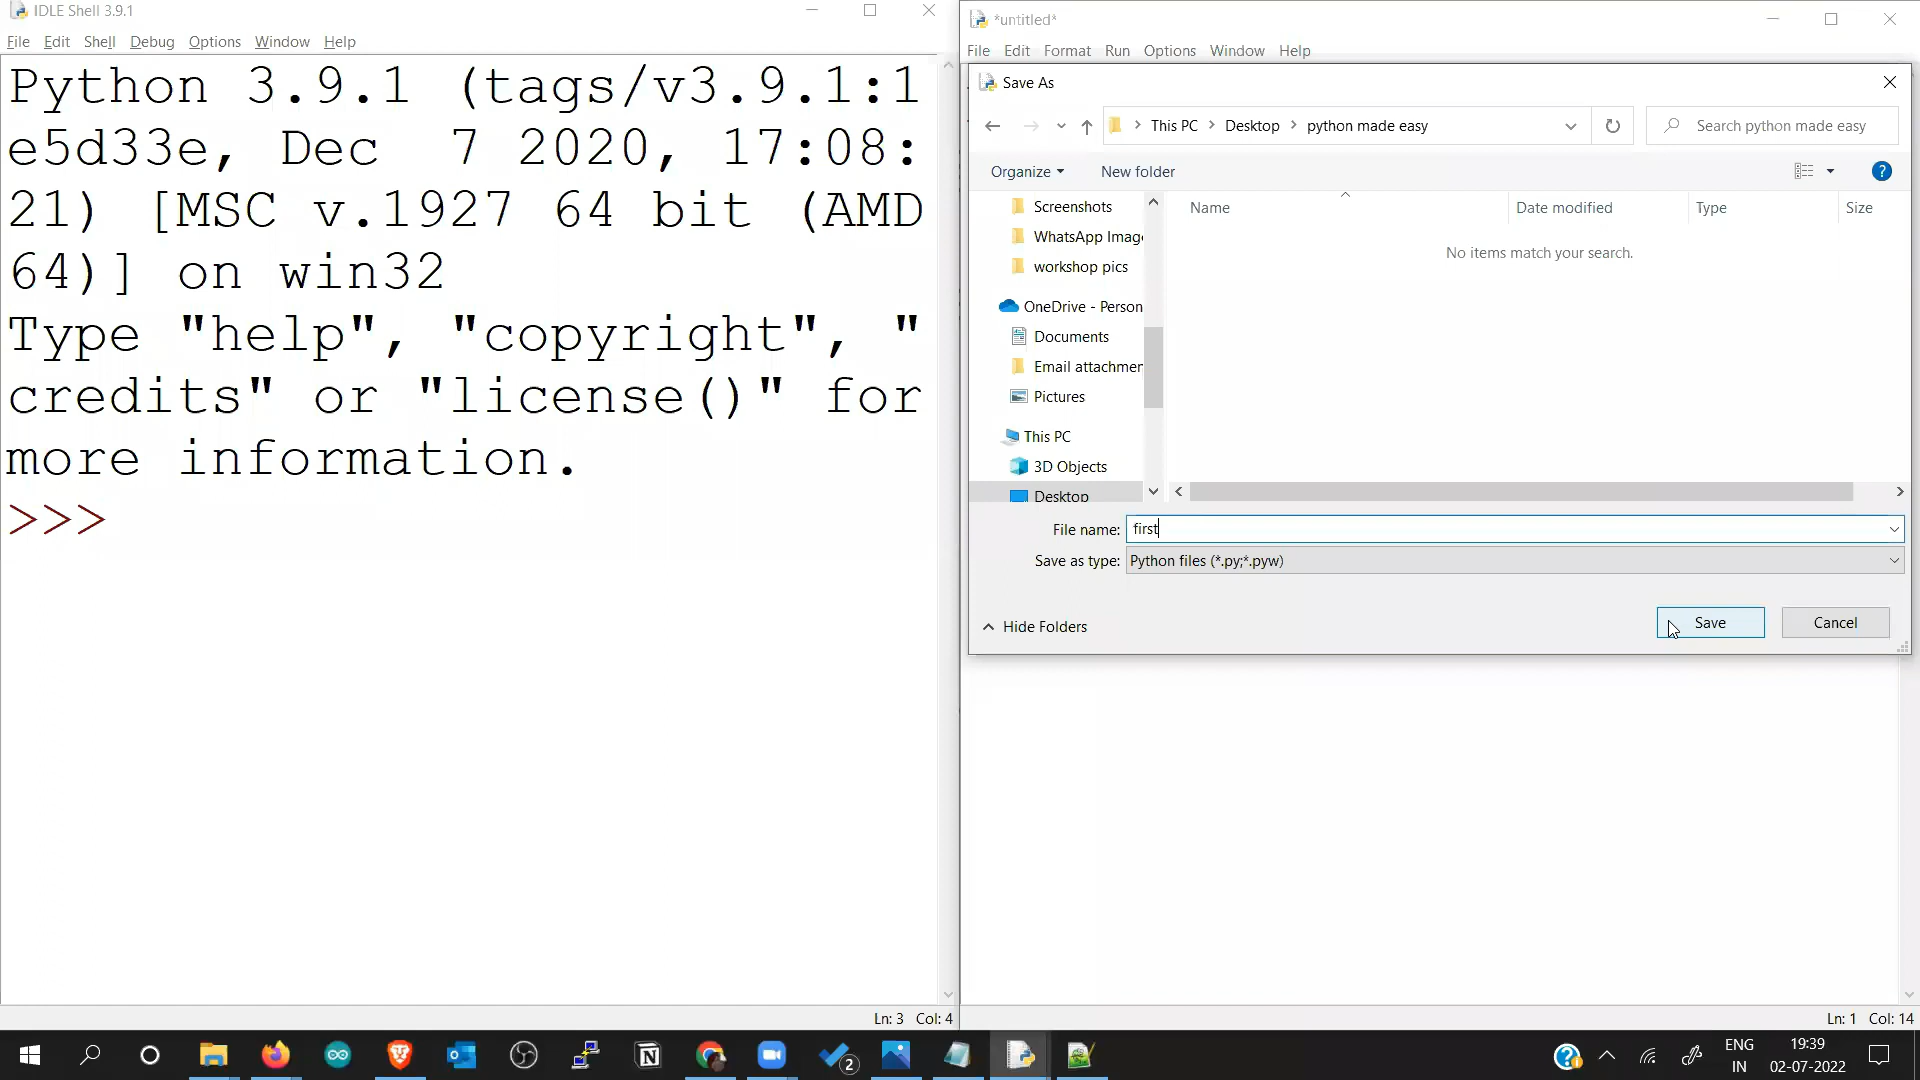 IDLE Shell 3.9.1
File Edit Shell Debug Options Window Help
Python 3.9.1 (tags/v3.9.1:1
e5d33e, Dec 7 2020, 17:08:
21) [MSC v.1927 64 bit (AMD
64)] on win32
Type "help", "copyright", "
credits" or "license()" for
more information.
>>>
Ln: 3 Col: 4
*untitled*
File Edit Format Run Options Window Help
Save As
This PC > Desktop > python made easy
Search python made easy
Organize
New folder
Name Date modified Type Size
No items match your search.
Screenshots
WhatsApp Imag
workshop pics
OneDrive - Person
Documents
Email attachmen
Pictures
This PC
3D Objects
Desktop
File name: first
Save as type: Python files (*.py;*.pyw)
Hide Folders
Save
Cancel
Ln: 1 Col: 14
2
ENG
IN
19:39
02-07-2022